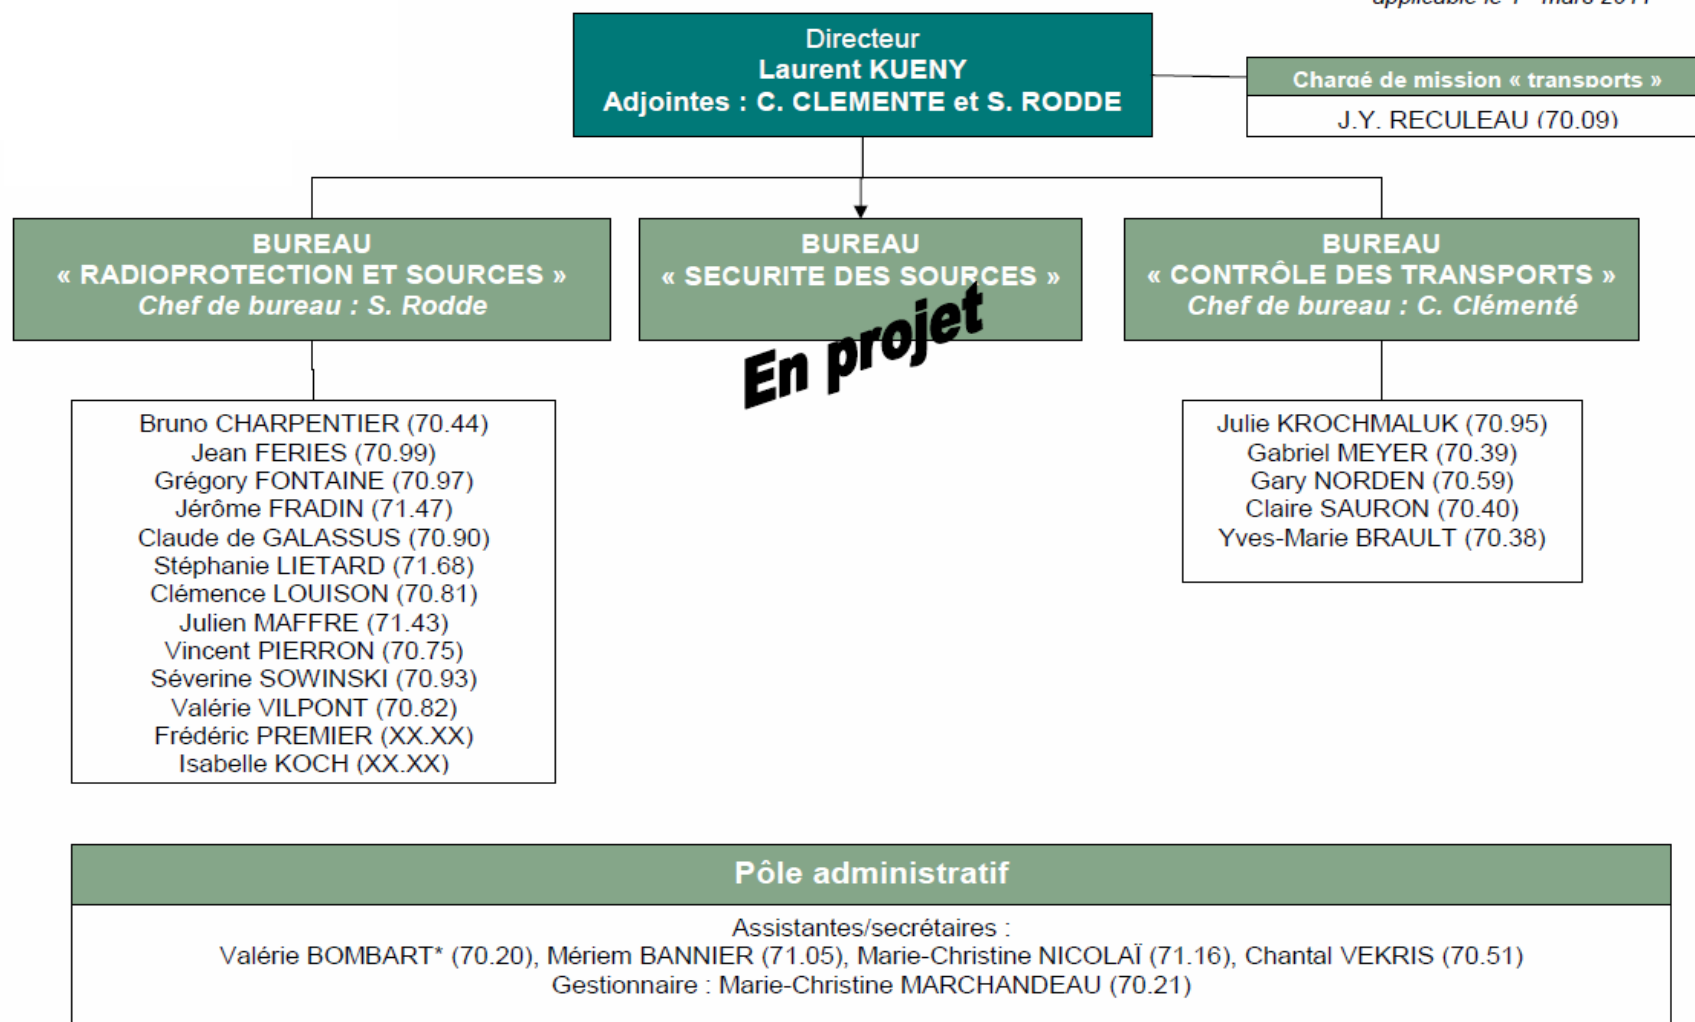 applicable le 1 mars 2011
Directeur
Laurent KUENY
Adjointes : C. CLEMENTE et S. RODDE
Chargé de mission « transports »
J.Y. RECULEAU (70.09)
BUREAU
« RADIOPROTECTION ET SOURCES »
Chef de bureau : S. Rodde
BUREAU
« SECURITE DES SOURCES »
En projet
BUREAU
« CONTRÔLE DES TRANSPORTS »
Chef de bureau : C. Clémenté
Bruno CHARPENTIER (70.44)
Jean FERIES (70.99)
Grégory FONTAINE (70.97)
Jérôme FRADIN (71.47)
Claude de GALASSUS (70.90)
Stéphanie LIETARD (71.68)
Clémence LOUISON (70.81)
Julien MAFFRE (71.43)
Vincent PIERRON (70.75)
Séverine SOWINSKI (70.93)
Valérie VILPONT (70.82)
Frédéric PREMIER (XX.XX)
Isabelle KOCH (XX.XX)
Julie KROCHMALUK (70.95)
Gabriel MEYER (70.39)
Gary NORDEN (70.59)
Claire SAURON (70.40)
Yves-Marie BRAULT (70.38)
Pôle administratif
Assistantes/secrétaires :
Valérie BOMBART* (70.20), Mériem BANNIER (71.05), Marie-Christine NICOLAÏ (71.16), Chantal VEKRIS (70.51)
Gestionnaire : Marie-Christine MARCHANDEAU (70.21)